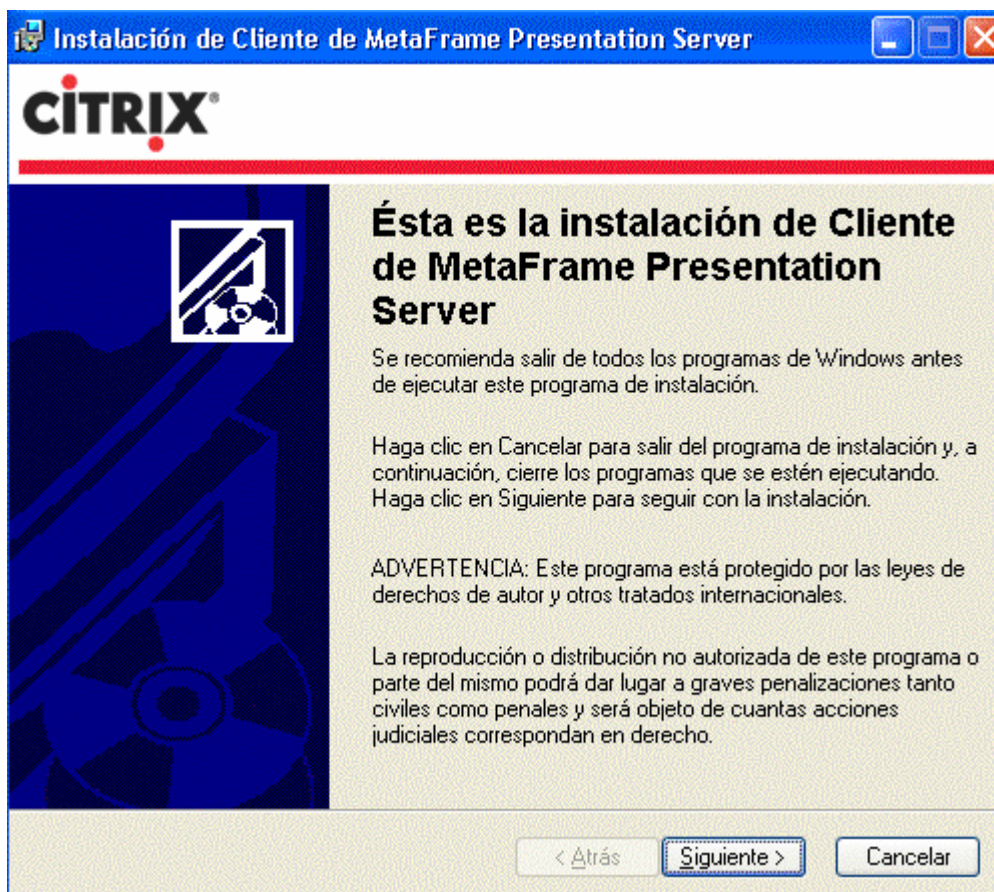 Instalación de Cliente de MetaFrame Presentation Server
CİTRIX®
Ésta es la instalación de Cliente
de MetaFrame Presentation
Server
Se recomienda salir de todos los programas de Windows antes
de ejecutar este programa de instalación.
Haga clic en Cancelar para salir del programa de instalación y, a
continuación, cierre los programas que se estén ejecutando.
Haga clic en Siguiente para seguir con la instalación.
ADVERTENCIA: Este programa está protegido por las leyes de
derechos de autor y otros tratados internacionales.
La reproducción o distribución no autorizada de este programa o
parte del mismo podrá dar lugar a graves penalizaciones tanto
civiles como penales y será objeto de cuantas acciones
judiciales correspondan en derecho.
< Atrás
Siguiente >
Cancelar